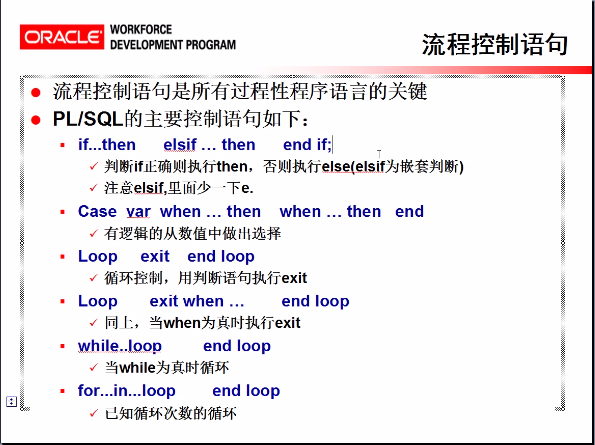 ORACLE
WORKFORCE
DEVELOPMENT PROGRAM
流程控制语句
流程控制语句是所有过程性程序语言的关键
PL/SQL的主要控制语句如下：
if...then elsif … then end if;
判断if正确则执行then，否则执行else(elsif为嵌套判断)
注意elsif,里面少一下e.
Case var when … then when … then end
有逻辑的从数值中做出选择
Loop exit end loop
循环控制，用判断语句执行exit
Loop exit when … end loop
同上，当when为真时执行exit
while..loop end loop
当while为真时循环
for...in...loop end loop
已知循环次数的循环